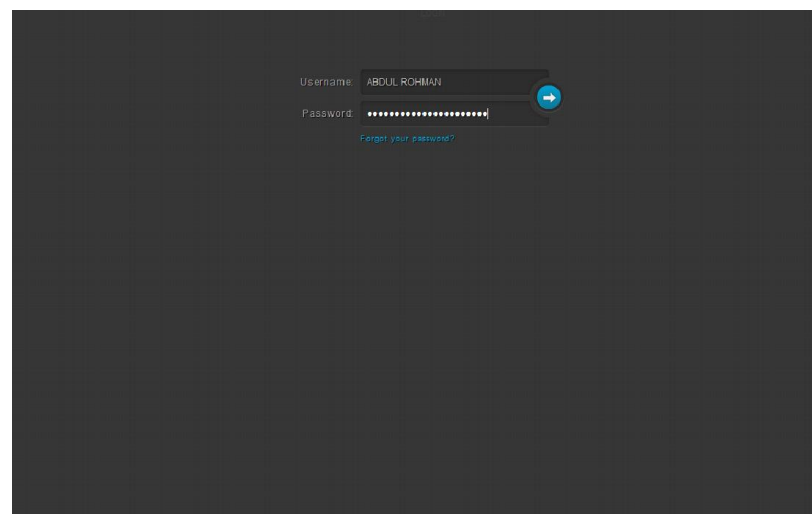 Username: ABDUL ROHMAN
Password: ••••••••••••••••••••••
Forgot your password?